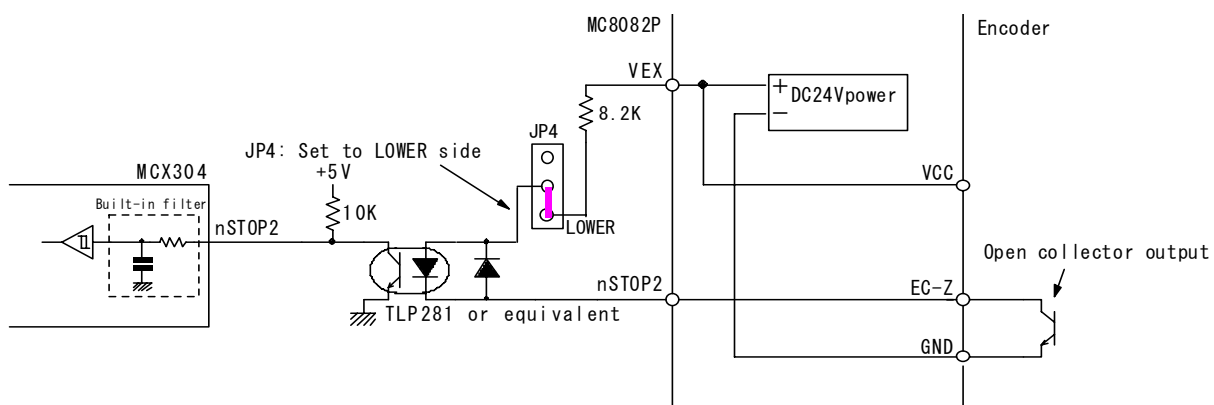 MC8082P
Encoder
VEX
+
DC24Vpower
−
8.2K
JP4
JP4: Set to LOWER side
MCX304
+5V
VCC
Built-in filter
10K
nSTOP2
LOWER
Open collector output
nSTOP2
EC-Z
TLP281 or equivalent
GND